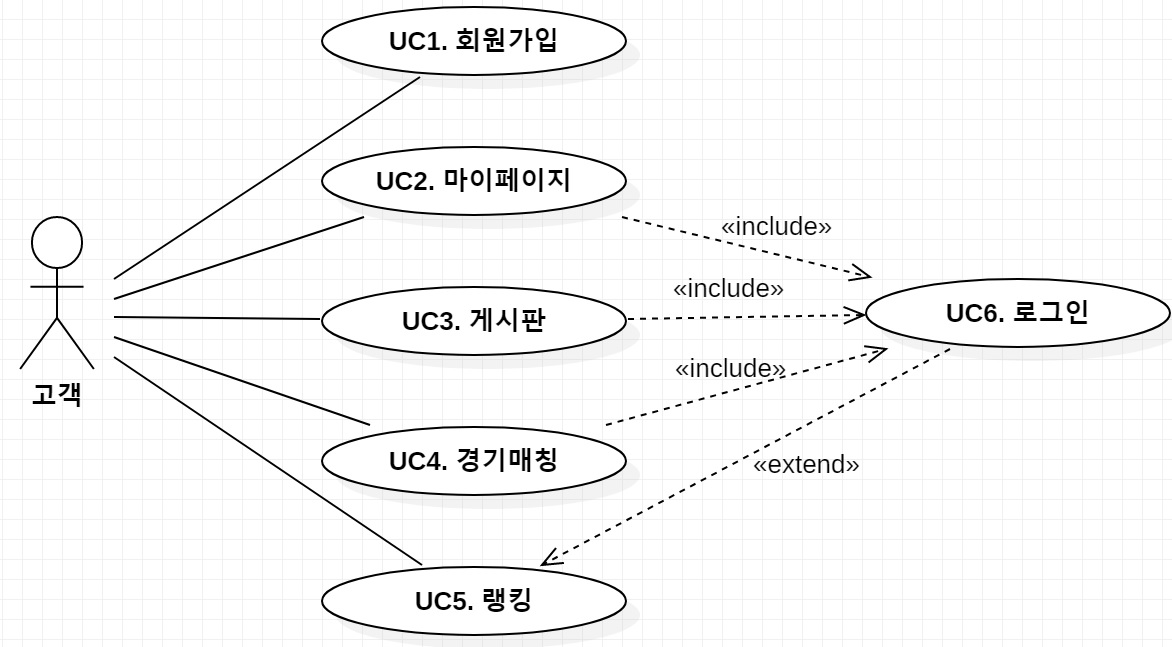 UC1. 회원가입
UC2. 마이페이지
«include»
«include»
UC3. 게시판
UC6. 로그인
«include»
고객
UC4. 경기매칭
«extend»
UC5. 랭킹